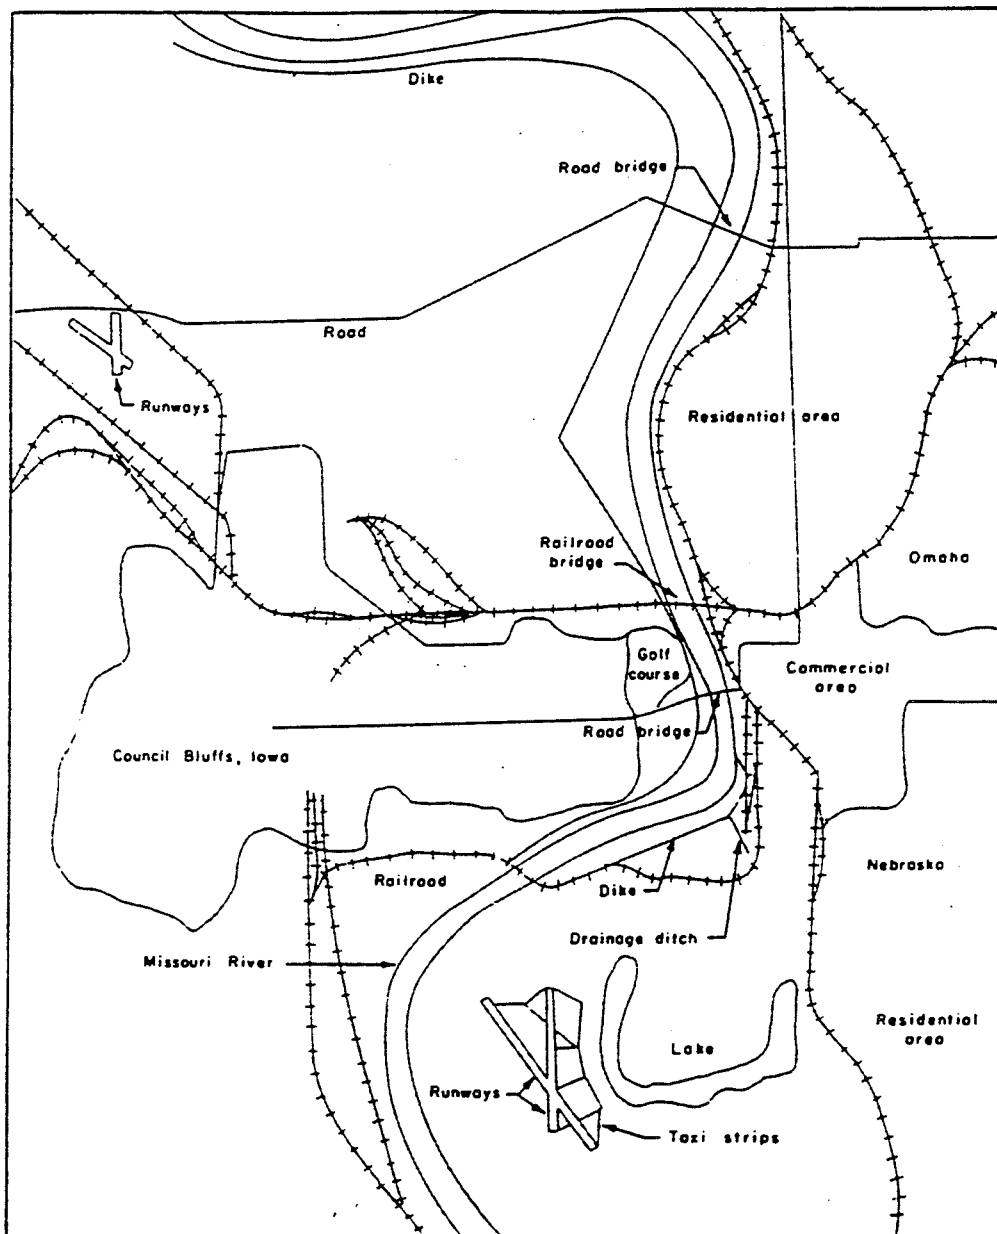 Dike
Road bridge
Road
Runways
Residential area
Railroad
bridge
Omaha
Golf
course
Commercial
area
Road bridge
Council Bluffs, Iowa
Railroad
Dike
Nebraska
Drainage ditch
Missouri River
Residential
area
Lake
Runways
Taxi strips